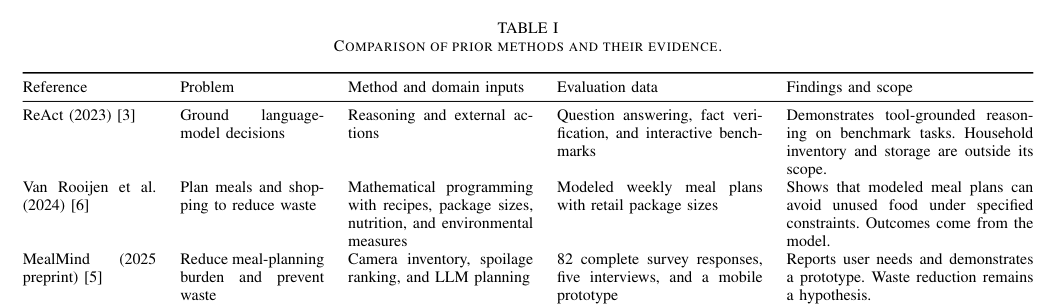 TABLE I
COMPARISON OF PRIOR METHODS AND THEIR EVIDENCE.
Reference Problem Method and domain inputs Evaluation data Findings and scope
ReAct (2023) [3] Ground language- Reasoning and external ac- Question answering, fact veri- Demonstrates tool-grounded reason-
model decisions tions fication, and interactive bench- ing on benchmark tasks. Household
marks inventory and storage are outside its
scope.
Van Rooijen et al. Plan meals and shop- Mathematical programming Modeled weekly meal plans Shows that modeled meal plans can
(2024) [6] ping to reduce waste with recipes, package sizes, with retail package sizes avoid unused food under specified
nutrition, and environmental constraints. Outcomes come from the
measures model.
MealMind (2025 Reduce meal-planning Camera inventory, spoilage 82 complete survey responses, Reports user needs and demonstrates
preprint) [5] burden and prevent ranking, and LLM planning five interviews, and a mobile a prototype. Waste reduction remains
waste prototype a hypothesis.